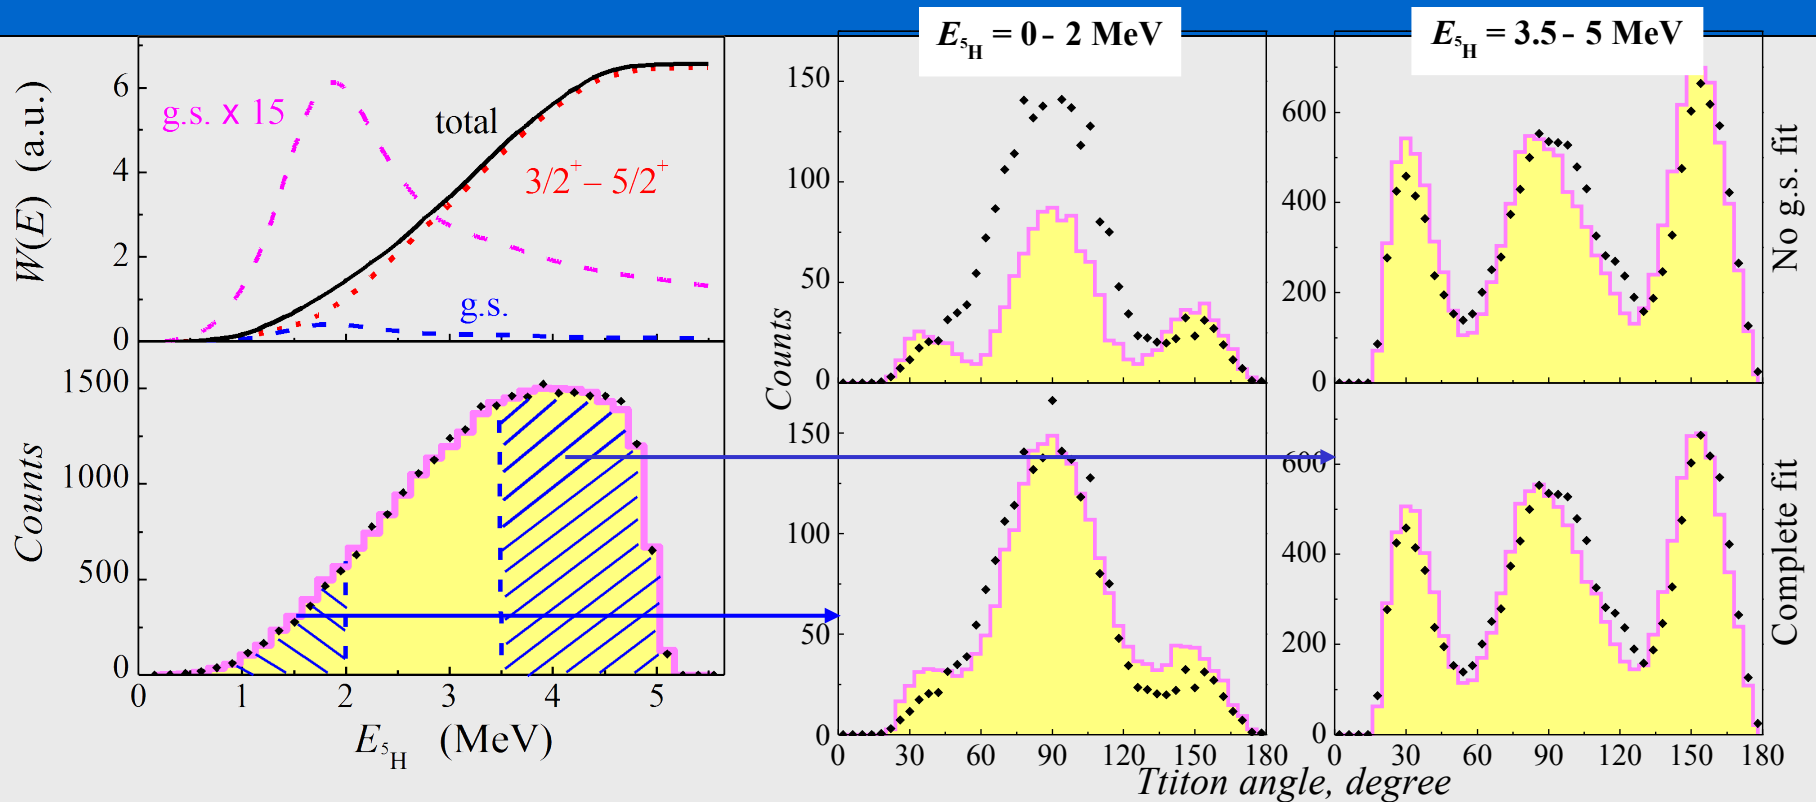 E₅H = 0 - 2 MeV
E₅H = 3.5 - 5 MeV
W(E) (a.u.)
6
4
2
0
g.s. x 15
total
3/2⁺ – 5/2⁺
g.s.
Counts
1500
1000
500
0
0 1 2 3 4 5
E₅H (MeV)
Counts
150
100
50
0
150
100
50
0
0 30 60 90 120 150 180
600
400
200
0
600
400
200
0
0 30 60 90 120 150 180
Ttiton angle, degree
No g.s. fit
Complete fit